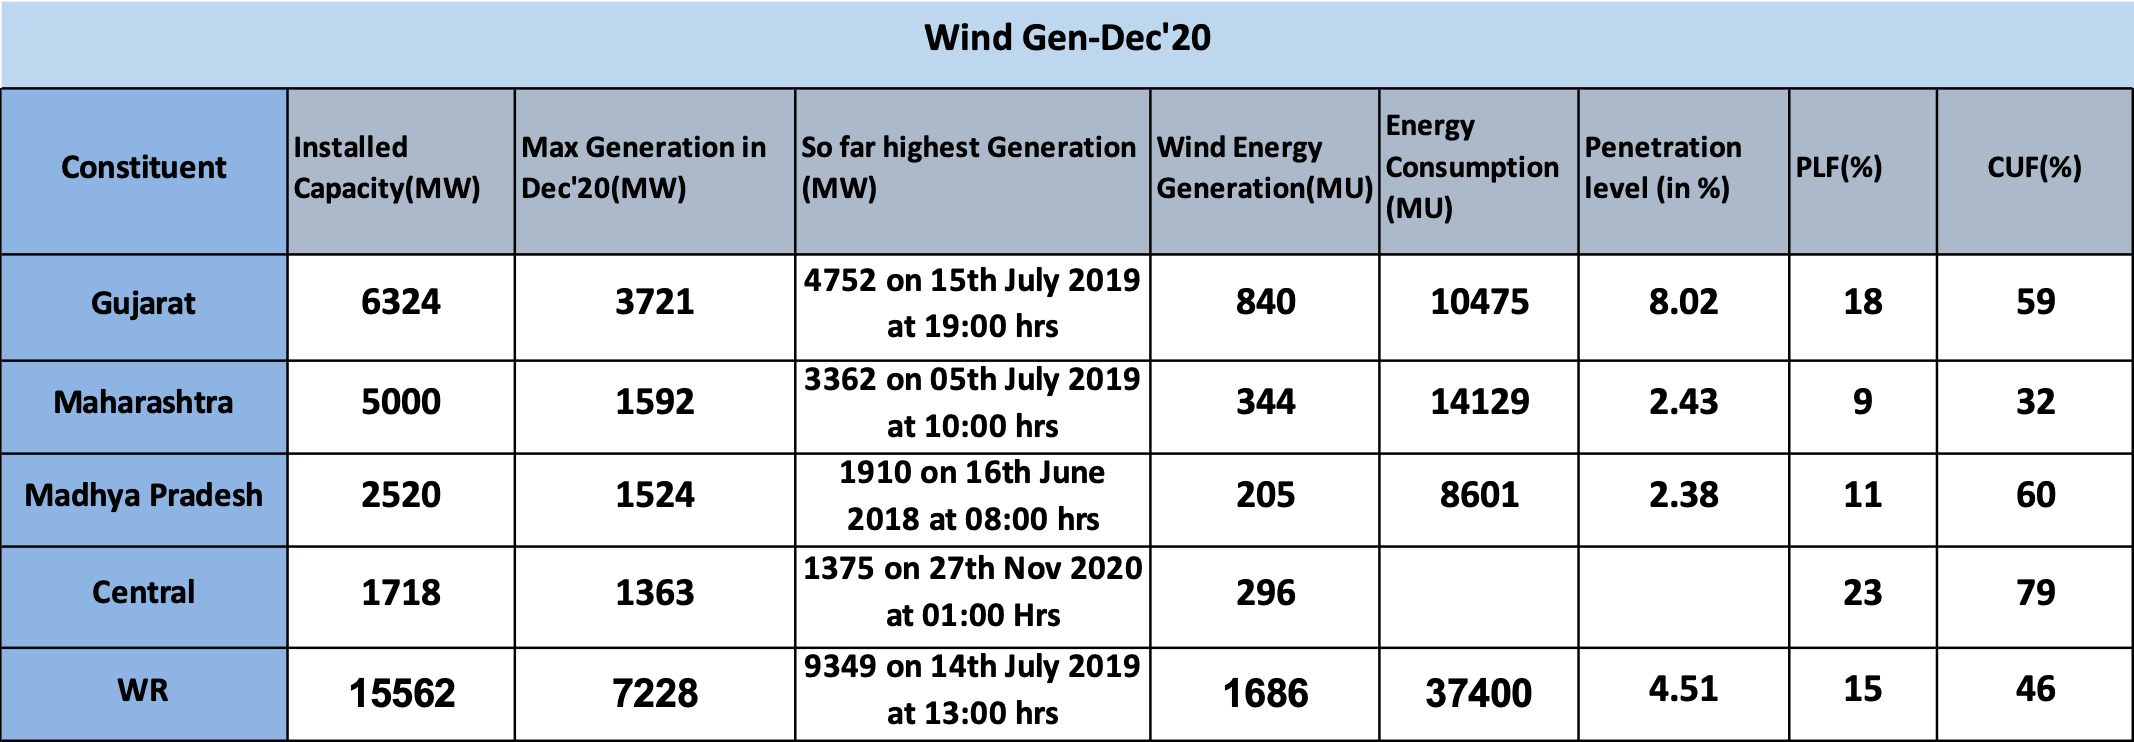 Wind Gen-Dec'20
Constituent
Installed
Capacity(MW)
Max Generation in
Dec'20(MW)
So far highest Generation
(MW)
Wind Energy
Generation(MU)
Energy
Consumption
(MU)
Penetration
level (in %)
PLF(%)
CUF(%)
Gujarat
6324
3721
4752 on 15th July 2019
at 19:00 hrs
840
10475
8.02
18
59
Maharashtra
5000
1592
3362 on 05th July 2019
at 10:00 hrs
344
14129
2.43
9
32
Madhya Pradesh
2520
1524
1910 on 16th June
2018 at 08:00 hrs
205
8601
2.38
11
60
Central
1718
1363
1375 on 27th Nov 2020
at 01:00 Hrs
296
23
79
WR
15562
7228
9349 on 14th July 2019
at 13:00 hrs
1686
37400
4.51
15
46